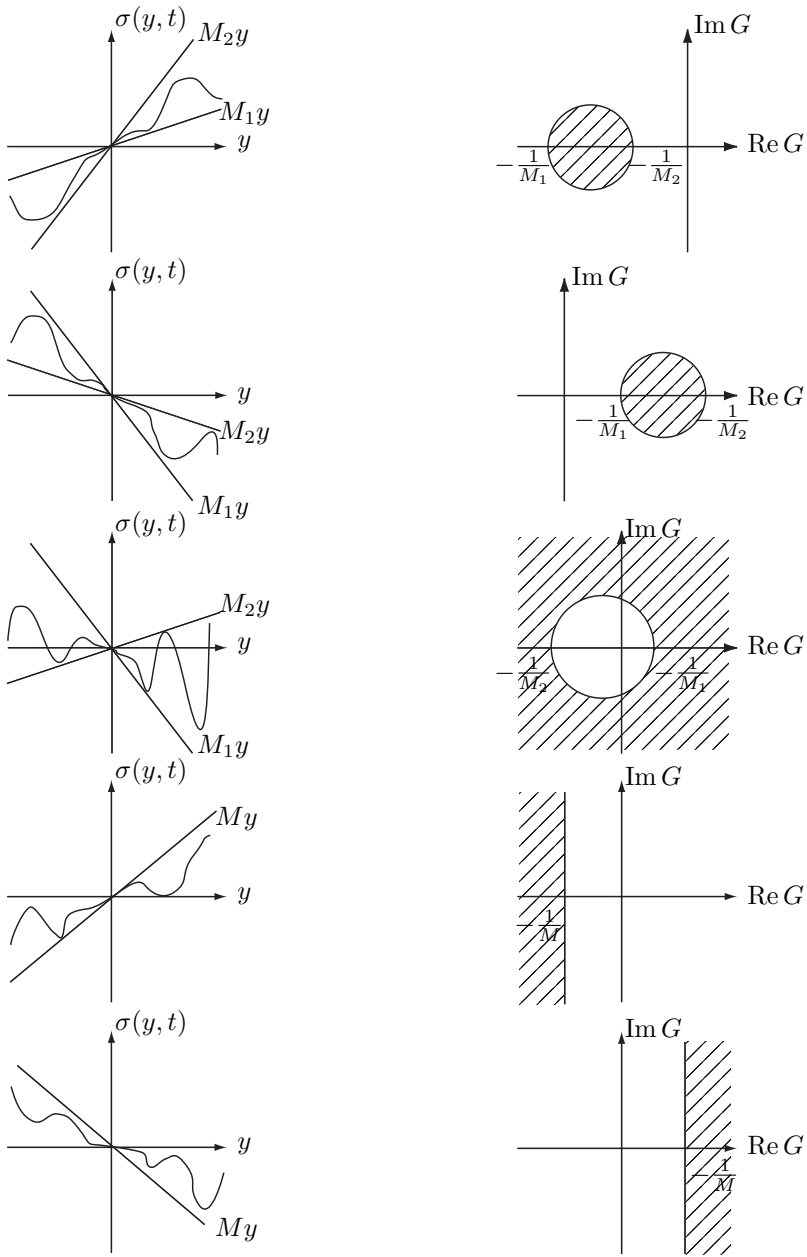 σ(y, t)
M₂y
M₁y
y
Im G
Re G
−1/M₁
−1/M₂
σ(y, t)
y
M₂y
M₁y
Im G
Re G
−1/M₁
−1/M₂
σ(y, t)
M₂y
y
M₁y
Im G
Re G
−1/M₂
−1/M₁
σ(y, t)
My
y
Im G
Re G
−1/M
σ(y, t)
y
My
Im G
Re G
−1/M